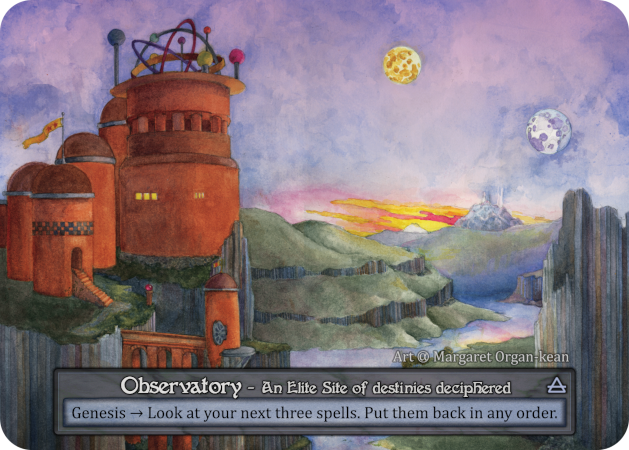 Art @ Margaret Organ-kean
Observatory - An Elite Site of destinies deciphered
Genesis → Look at your next three spells. Put them back in any order.